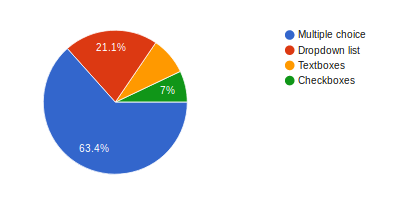 21.1%
7%
63.4%
Multiple choice
Dropdown list
Textboxes
Checkboxes